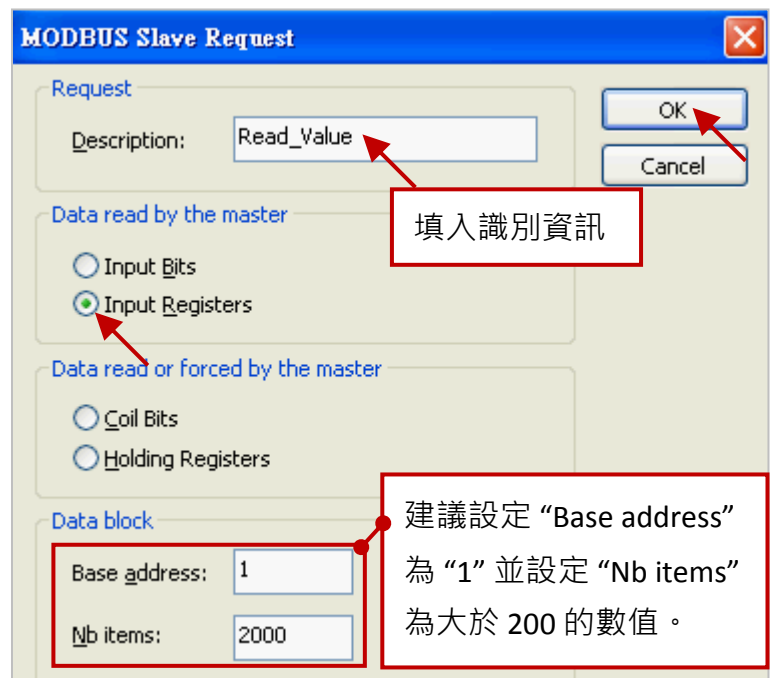 MODBUS Slave Request
Request
Description:
Read_Value
OK
Cancel
填入識別資訊
Data read by the master
Input Bits
Input Registers
Data read or forced by the master
Coil Bits
Holding Registers
Data block
Base address:
1
Nb items:
2000
建議設定 “Base address”
為 “1” 並設定 “Nb items”
為大於 200 的數值。